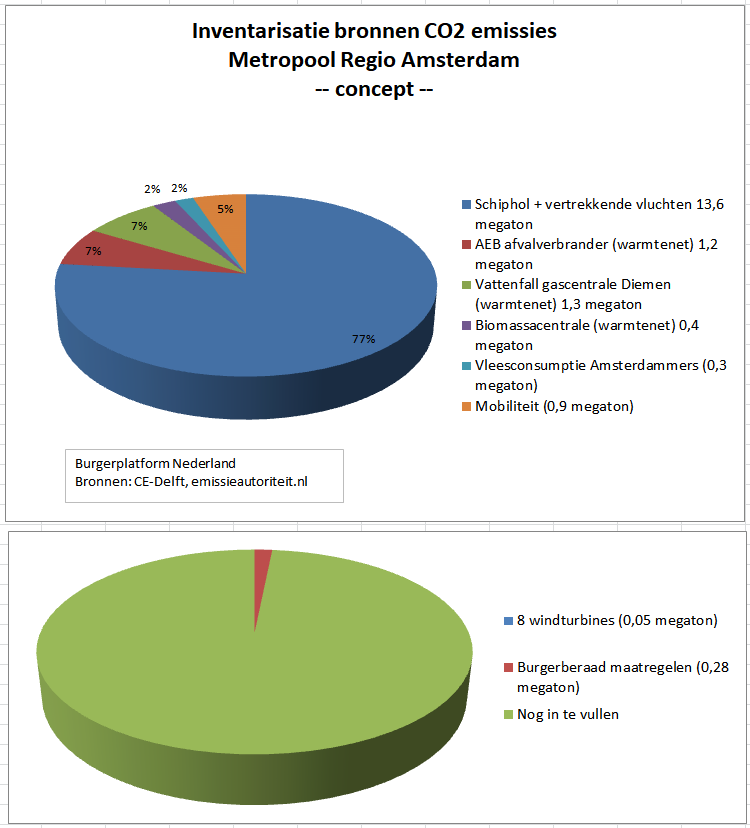 Inventarisatie bronnen CO2 emissies
Metropool Regio Amsterdam
-- concept --
2%
2%
5%
7%
7%
77%
Schiphol + vertrekkende vluchten 13,6
megaton
AEB afvalverbrander (warmtenet) 1,2
megaton
Vattenfall gascentrale Diemen
(warmtenet) 1,3 megaton
Biomassacentrale (warmtenet) 0,4
megaton
Vleesconsumptie Amsterdammers (0,3
megaton)
Mobiliteit (0,9 megaton)
Burgerplatform Nederland
Bronnen: CE-Delft, emissieautoriteit.nl
8 windturbines (0,05 megaton)
Burgerberaad maatregelen (0,28
megaton)
Nog in te vullen